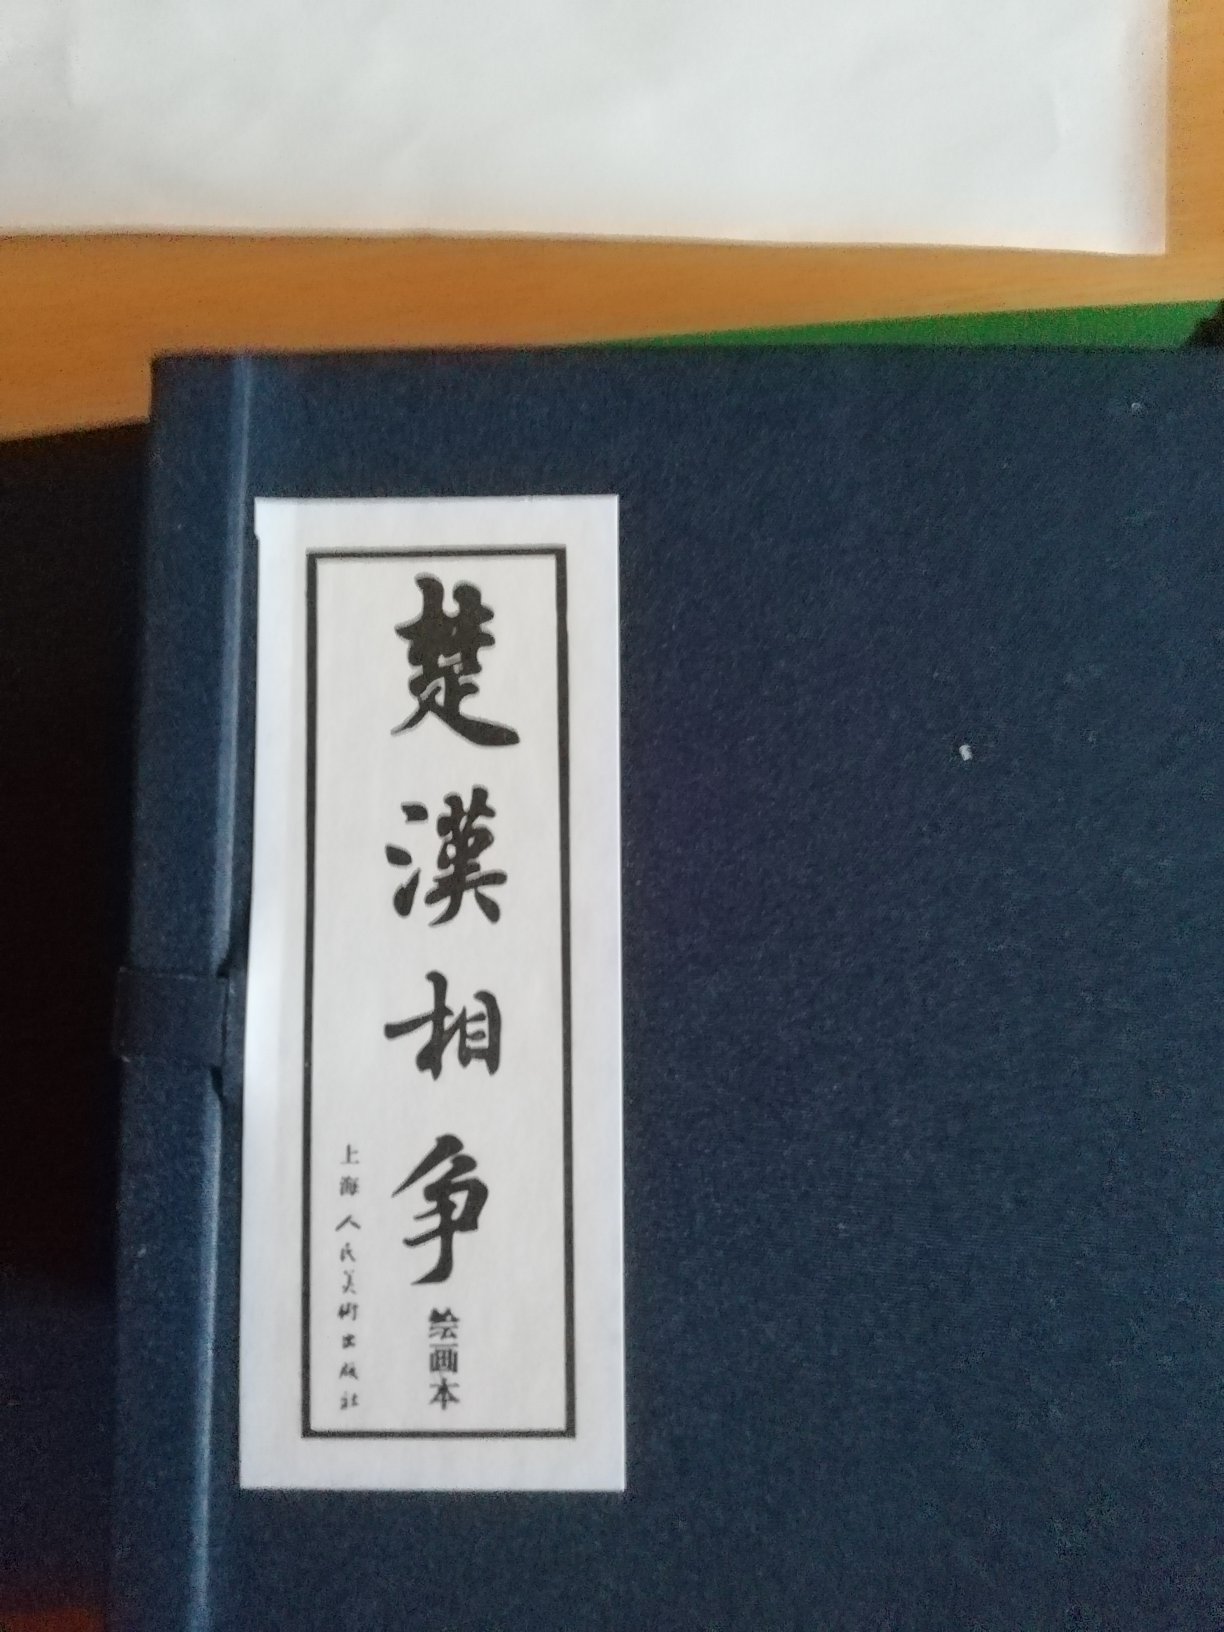 楚漢相争
绘画本
上海人民美術出版社